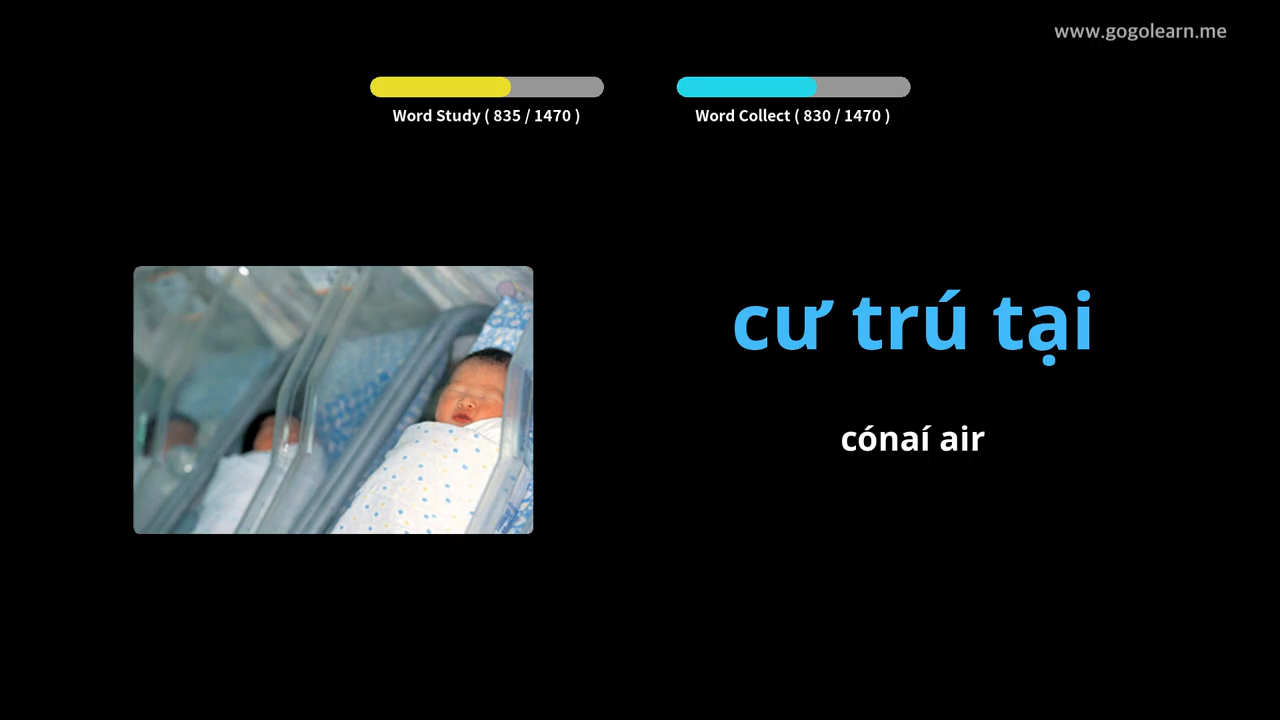 www.gogolearn.me
Word Study ( 835 / 1470 )
Word Collect ( 830 / 1470 )
cư trú tại
cónaí air